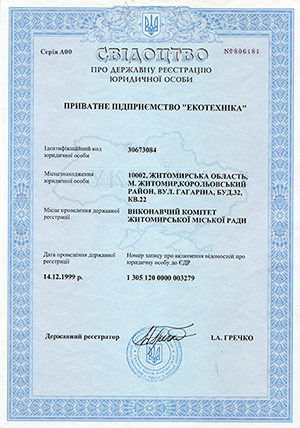 Серія А00
№806181
СВІДОЦТВО
ПРО ДЕРЖАВНУ РЕЄСТРАЦІЮ
ЮРИДИЧНОЇ ОСОБИ
ПРИВАТНЕ ПІДПРИЄМСТВО "ЕКОТЕХНІКА"
Ідентифікаційний код
юридичної особи
30673084
Місцезнаходження
юридичної особи
10002, ЖИТОМИРСЬКА ОБЛАСТЬ,
М. ЖИТОМИР,КОРОЛЬОВСЬКИЙ
РАЙОН, ВУЛ. ГАГАРІНА, БУД.32,
КВ.22
Місце проведення державної
реєстрації
ВИКОНАВЧИЙ КОМІТЕТ
ЖИТОМИРСЬКОЇ МІСЬКОЇ РАДИ
Дата проведення державної
реєстрації
Номер запису про включення відомостей про
юридичну особу до ЄДР
14.12.1999 р.
1 305 120 0000 003279
Державний реєстратор
І.А. ГРЕЧКО